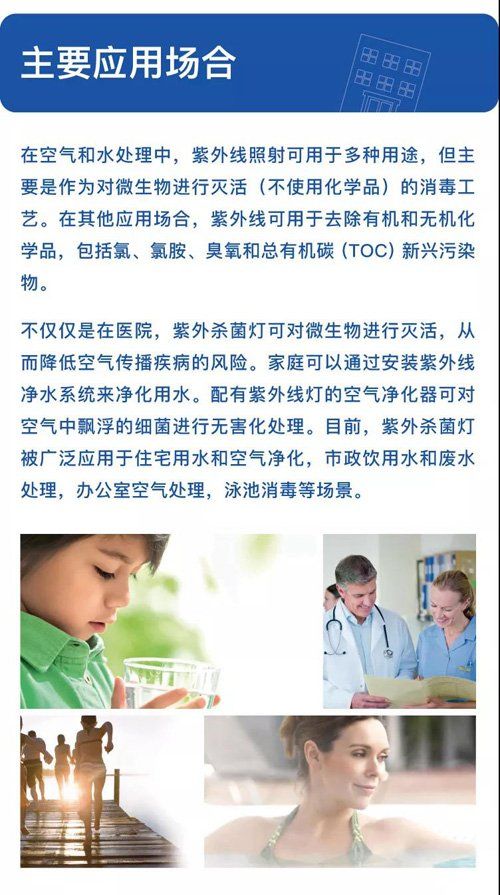 主要应用场合
在空气和水处理中，紫外线照射可用于多种用途，但主
要是作为对微生物进行灭活（不使用化学品）的消毒工
艺。在其他应用场合，紫外线可用于去除有机和无机化
学品，包括氯、氯胺、臭氧和总有机碳（TOC）新兴污染
物。
不仅仅是在医院，紫外杀菌灯可对微生物进行灭活，从
而降低空气传播疾病的风险。家庭可以通过安装紫外线
净水系统来净化用水。配有紫外线灯的空气净化器可对
空气中飘浮的细菌进行无害化处理。目前，紫外杀菌灯
被广泛应用于住宅用水和空气净化，市政饮用水和废水
处理，办公室空气处理，泳池消毒等场景。